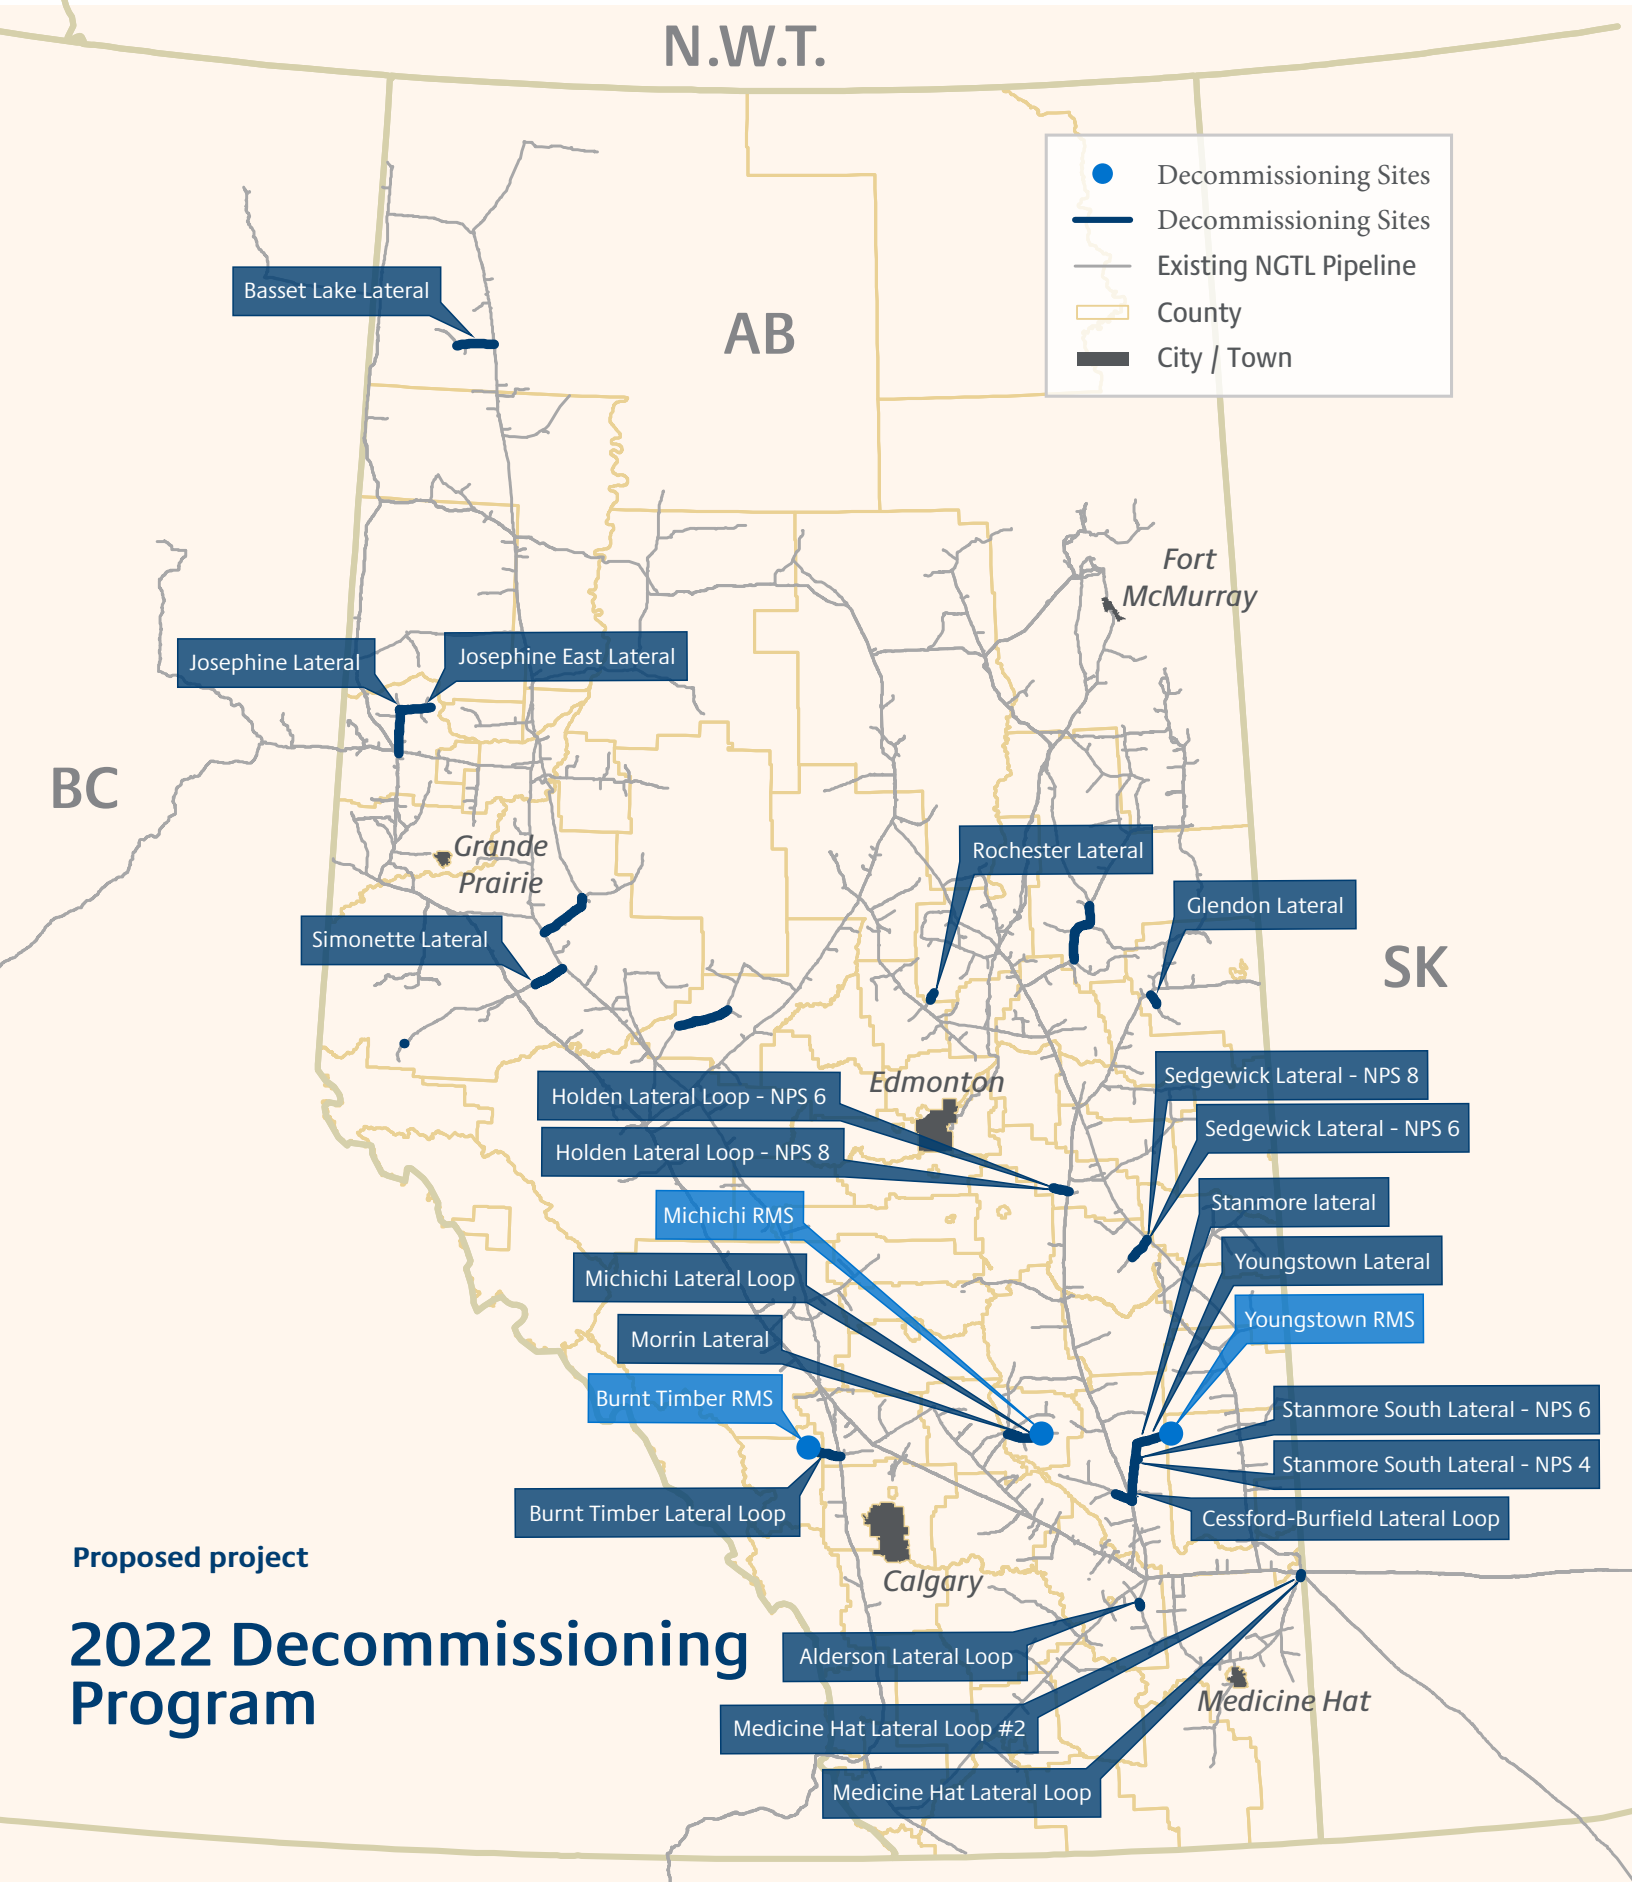 N.W.T.
Decommissioning Sites
Decommissioning Sites
Existing NGTL Pipeline
County
City / Town
Basset Lake Lateral
AB
Fort
McMurray
Josephine Lateral
Josephine East Lateral
BC
Grande
Prairie
Rochester Lateral
Glendon Lateral
Simonette Lateral
SK
Edmonton
Holden Lateral Loop - NPS 6
Sedgewick Lateral - NPS 8
Sedgewick Lateral - NPS 6
Holden Lateral Loop - NPS 8
Michichi RMS
Stanmore lateral
Michichi Lateral Loop
Youngstown Lateral
Youngstown RMS
Morrin Lateral
Burnt Timber RMS
Stanmore South Lateral - NPS 6
Stanmore South Lateral - NPS 4
Burnt Timber Lateral Loop
Cessford-Burfield Lateral Loop
Calgary
Alderson Lateral Loop
Medicine Hat
Medicine Hat Lateral Loop #2
Medicine Hat Lateral Loop
Proposed project
2022 Decommissioning
Program